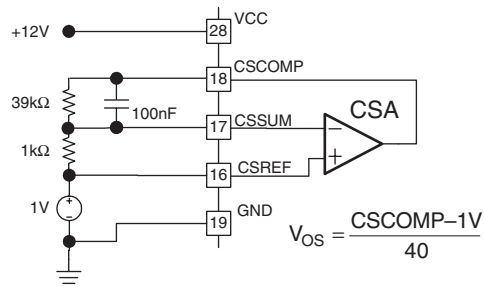 VCC
+12V
28
CSCOMP
18
39kΩ
100nF
CSA
CSSUM
17
−
1kΩ
+
CSREF
16
1V
+
−
GND
19
V_OS = CSCOMP–1V / 40